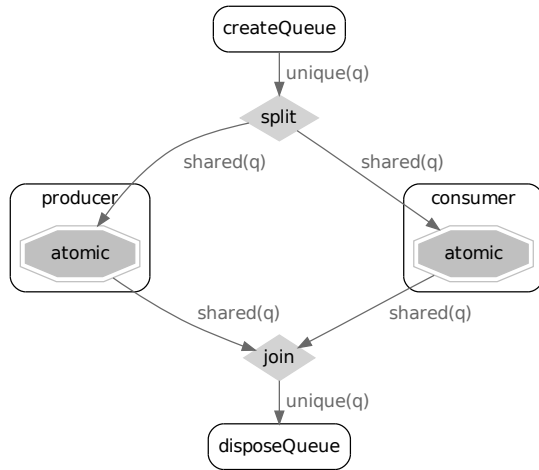 createQueue
unique(q)
split
shared(q)
shared(q)
producer
consumer
atomic
atomic
shared(q)
shared(q)
join
unique(q)
disposeQueue